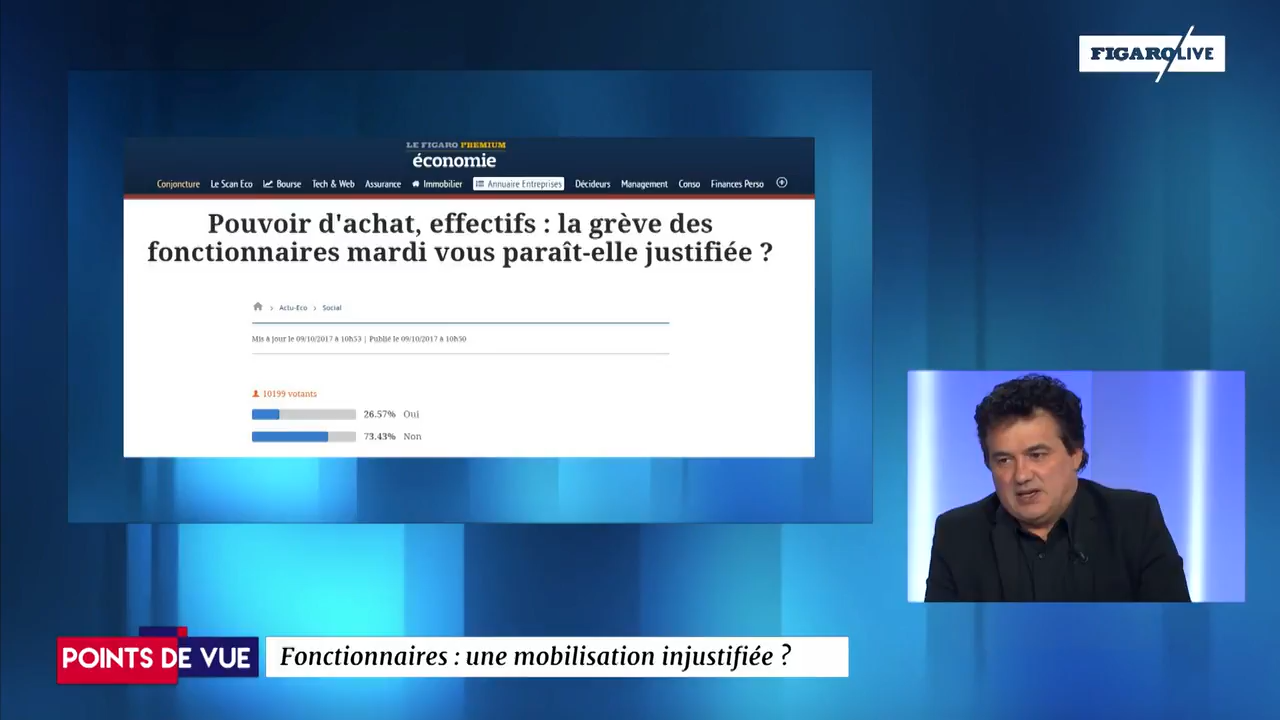 FIGARO LIVE
LE FIGARO PREMIUM
économie
Conjoncture Le Scan Eco Bourse Tech & Web Assurance Immobilier Annuaire Entreprises Décideurs Management Conso Finances Perso
Pouvoir d'achat, effectifs : la grève des
fonctionnaires mardi vous paraît-elle justifiée ?
Actu-Eco > Social
Mis à jour le 09/10/2017 à 10h53 | Publié le 09/10/2017 à 10h50
10199 votants
26.57% Oui
73.43% Non
POINTS DE VUE
Fonctionnaires : une mobilisation injustifiée ?